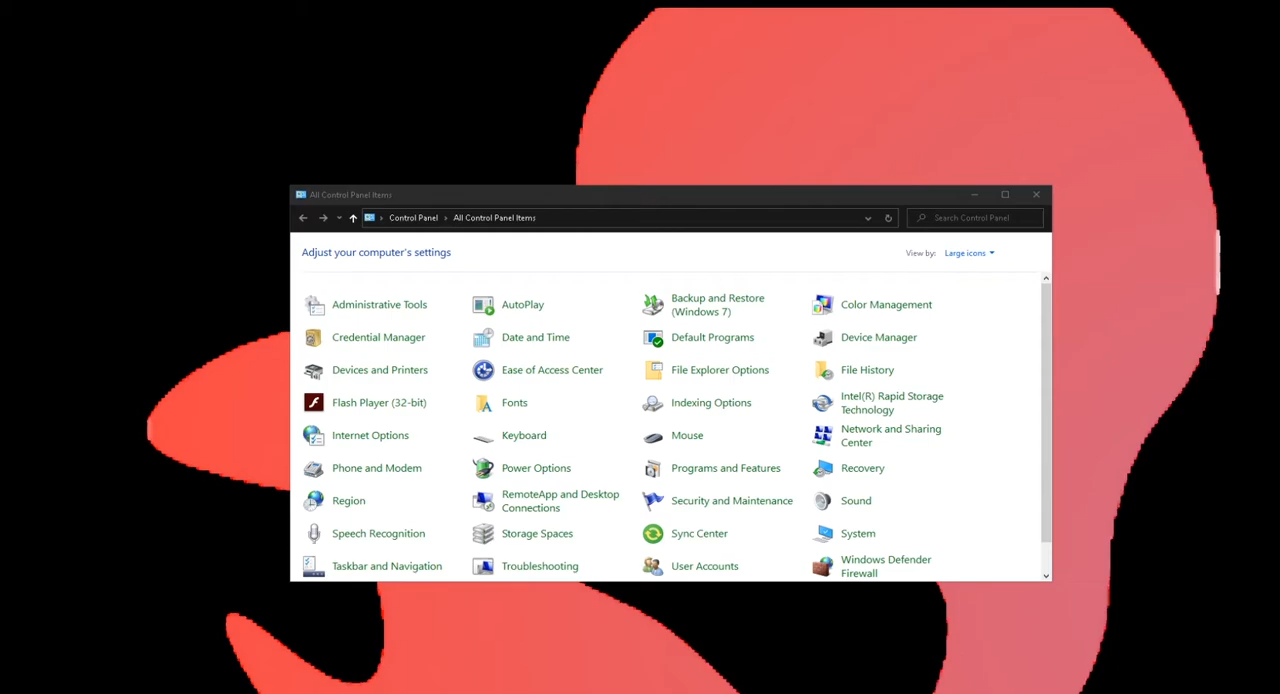 All Control Panel Items
Control Panel › All Control Panel Items
Search Control Panel
Adjust your computer's settings
View by: Large icons
Administrative Tools
AutoPlay
Backup and Restore
(Windows 7)
Color Management
Credential Manager
Date and Time
Default Programs
Device Manager
Devices and Printers
Ease of Access Center
File Explorer Options
File History
Flash Player (32-bit)
Fonts
Indexing Options
Intel(R) Rapid Storage
Technology
Internet Options
Keyboard
Mouse
Network and Sharing
Center
Phone and Modem
Power Options
Programs and Features
Recovery
Region
RemoteApp and Desktop
Connections
Security and Maintenance
Sound
Speech Recognition
Storage Spaces
Sync Center
System
Taskbar and Navigation
Troubleshooting
User Accounts
Windows Defender
Firewall